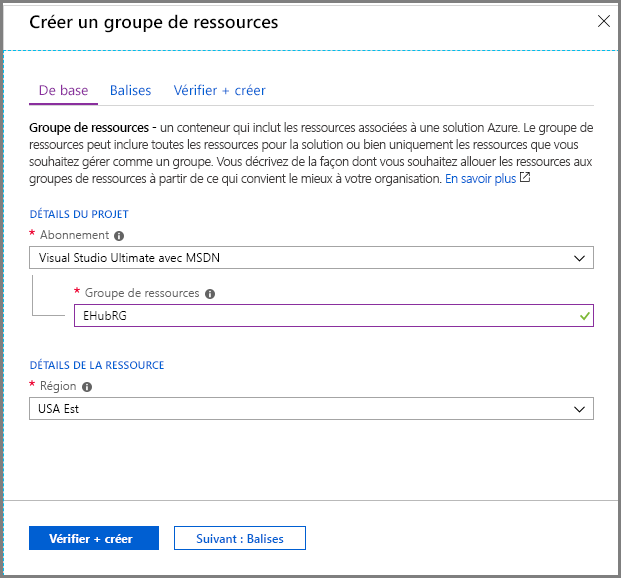 Créer un groupe de ressources
De base Balises Vérifier + créer
Groupe de ressources - un conteneur qui inclut les ressources associées à une solution Azure. Le groupe de
ressources peut inclure toutes les ressources pour la solution ou bien uniquement les ressources que vous
souhaitez gérer comme un groupe. Vous décrivez de la façon dont vous souhaitez allouer les ressources aux
groupes de ressources à partir de ce qui convient le mieux à votre organisation. En savoir plus
DÉTAILS DU PROJET
* Abonnement
Visual Studio Ultimate avec MSDN
* Groupe de ressources
EHubRG
DÉTAILS DE LA RESSOURCE
* Région
USA Est
Vérifier + créer Suivant : Balises